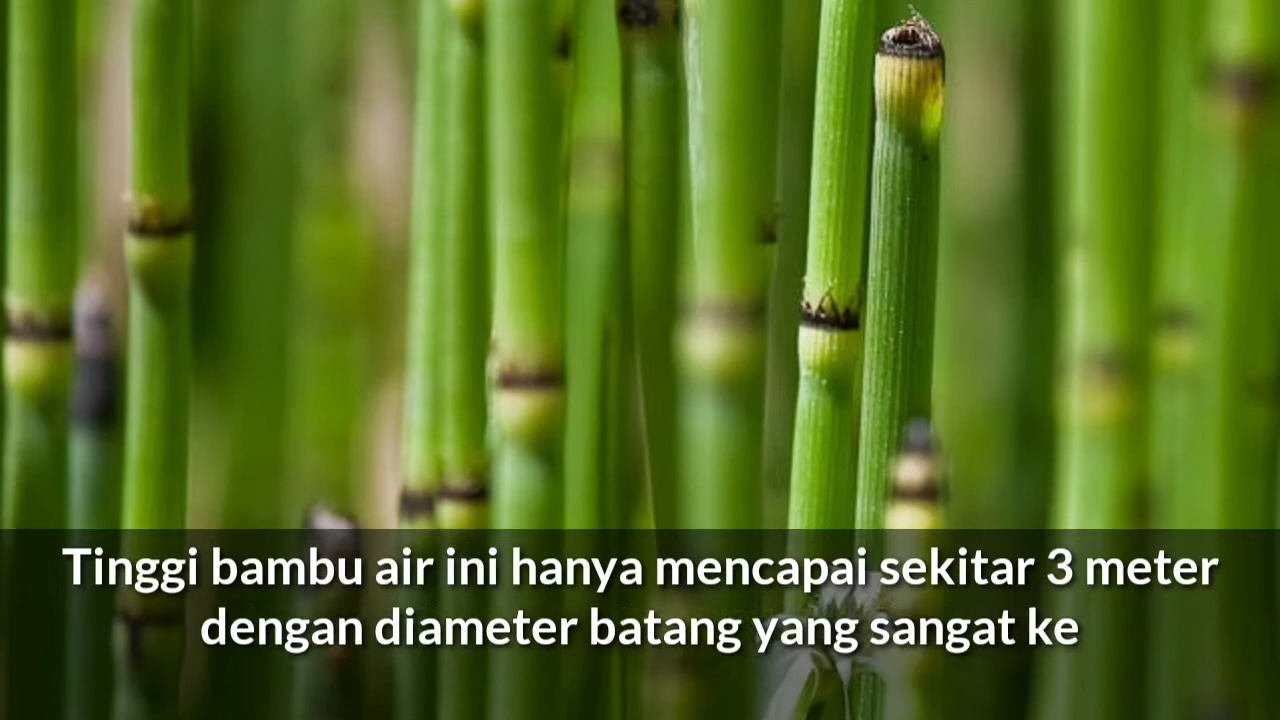 Tinggi bambu air ini hanya mencapai sekitar 3 meter
dengan diameter batang yang sangat ke